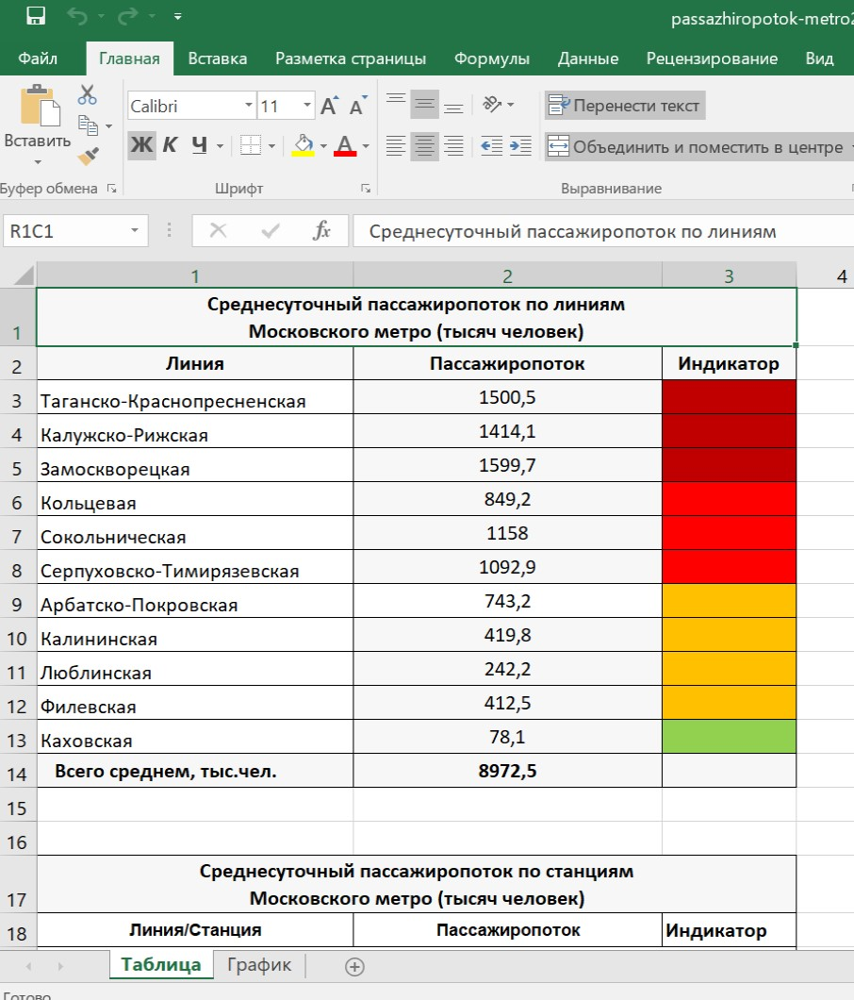 passazhiropotok-metro2
Файл Главная Вставка Разметка страницы Формулы Данные Рецензирование Вид
Calibri 11 Перенести текст
Вставить Ж К Ч А Объединить и поместить в центре
Буфер обмена Шрифт Выравнивание
R1C1 fx Среднесуточный пассажиропоток по линиям
1 2 3 4
Среднесуточный пассажиропоток по линиям
1 Московского метро (тысяч человек)
2 Линия Пассажиропоток Индикатор
3 Таганско-Краснопресненская 1500,5
4 Калужско-Рижская 1414,1
5 Замоскворецкая 1599,7
6 Кольцевая 849,2
7 Сокольническая 1158
8 Серпуховско-Тимирязевская 1092,9
9 Арбатско-Покровская 743,2
10 Калининская 419,8
11 Люблинская 242,2
12 Филевская 412,5
13 Каховская 78,1
14 Всего среднем, тыс.чел. 8972,5
15
16
Среднесуточный пассажиропоток по станциям
17 Московского метро (тысяч человек)
18 Линия/Станция Пассажиропоток Индикатор
Таблица График
Готово